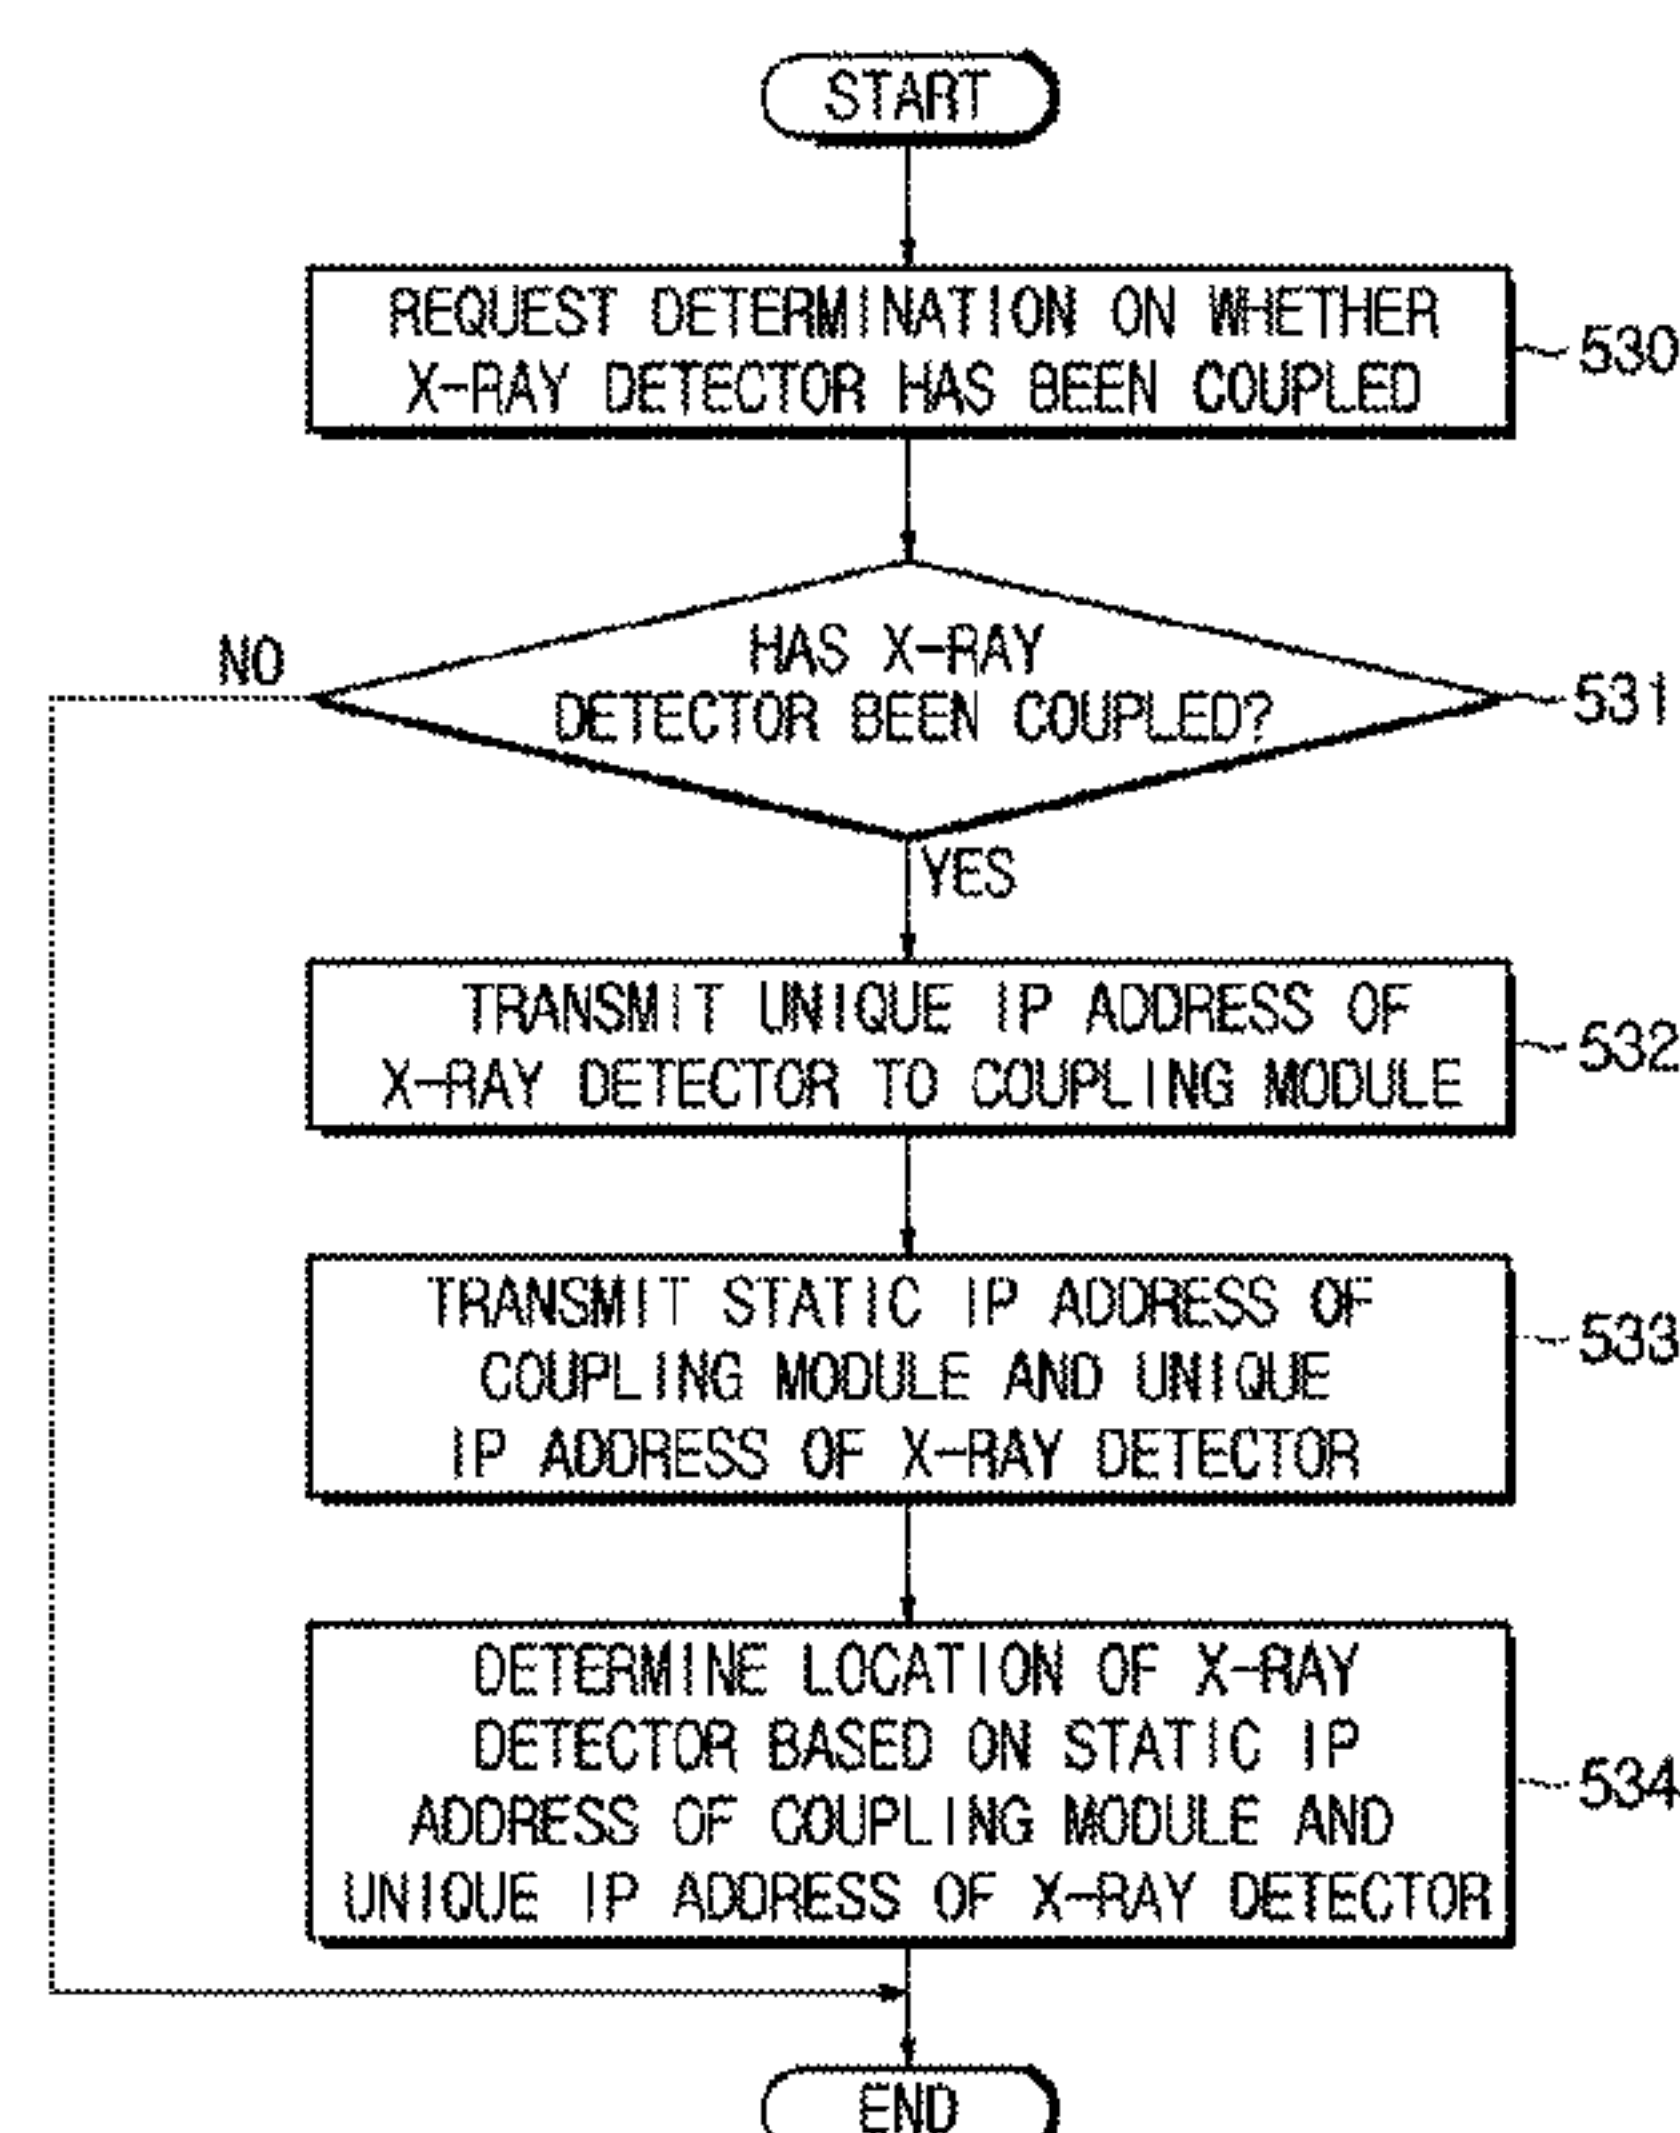 START
REQUEST DETERMINATION ON WHETHER
X-RAY DETECTOR HAS BEEN COUPLED
530
HAS X-RAY
DETECTOR BEEN COUPLED?
531
NO
YES
TRANSMIT UNIQUE IP ADDRESS OF
X-RAY DETECTOR TO COUPLING MODULE
532
TRANSMIT STATIC IP ADDRESS OF
COUPLING MODULE AND UNIQUE
IP ADDRESS OF X-RAY DETECTOR
533
DETERMINE LOCATION OF X-RAY
DETECTOR BASED ON STATIC IP
ADDRESS OF COUPLING MODULE AND
UNIQUE IP ADDRESS OF X-RAY DETECTOR
534
END